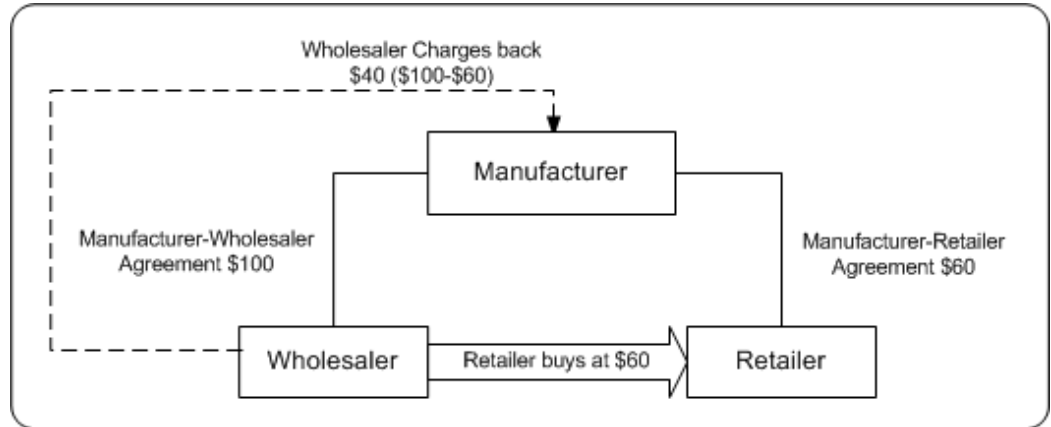 Wholesaler Charges back
$40 ($100-$60)
Manufacturer
Manufacturer-Wholesaler
Agreement $100
Manufacturer-Retailer
Agreement $60
Wholesaler
Retailer buys at $60
Retailer